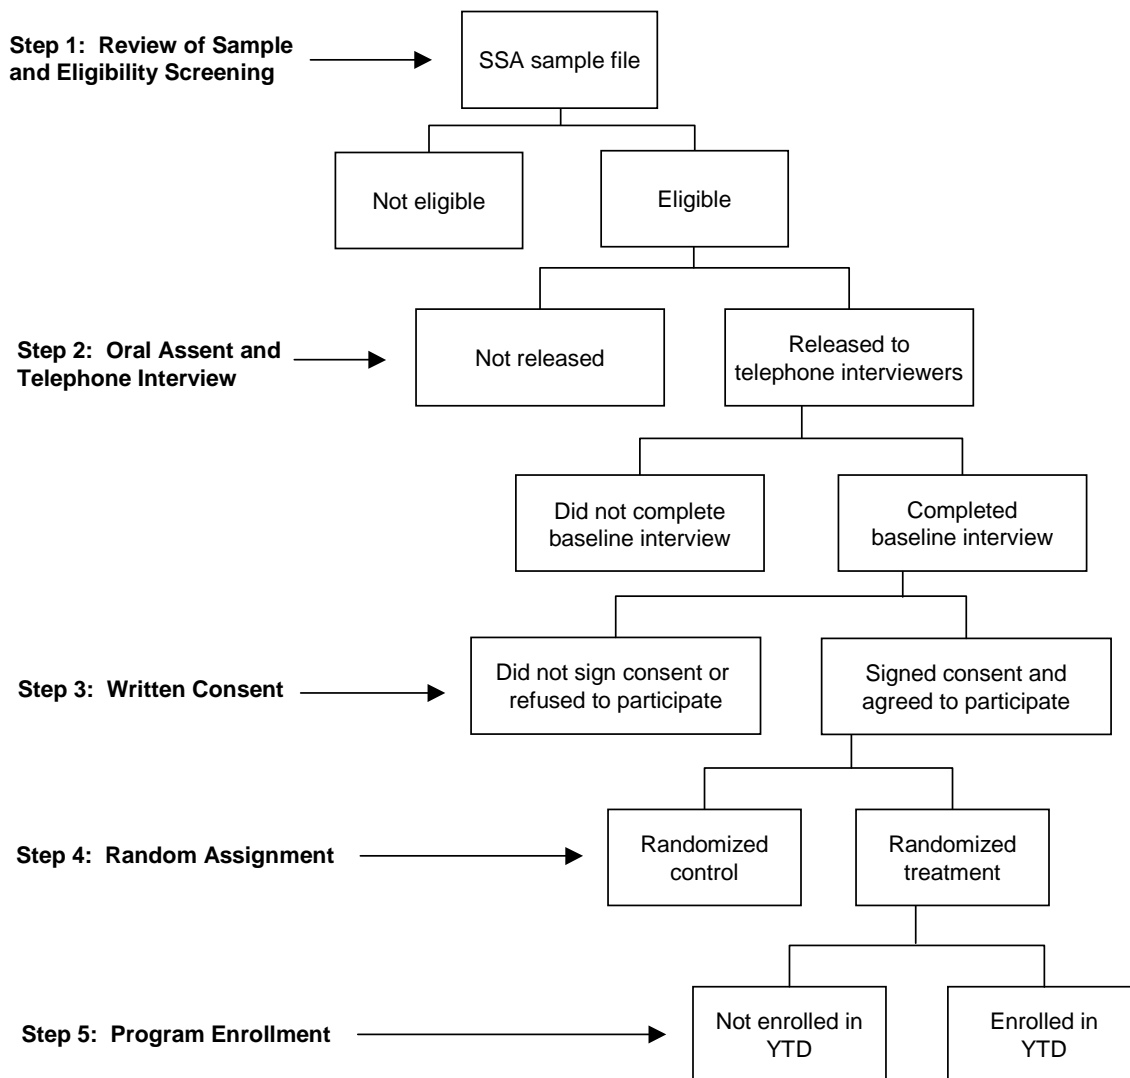 Step 1: Review of Sample
and Eligibility Screening
SSA sample file
Not eligible
Eligible
Step 2: Oral Assent and
Telephone Interview
Not released
Released to
telephone interviewers
Did not complete
baseline interview
Completed
baseline interview
Step 3: Written Consent
Did not sign consent or
refused to participate
Signed consent and
agreed to participate
Step 4: Random Assignment
Randomized
control
Randomized
treatment
Step 5: Program Enrollment
Not enrolled in
YTD
Enrolled in
YTD